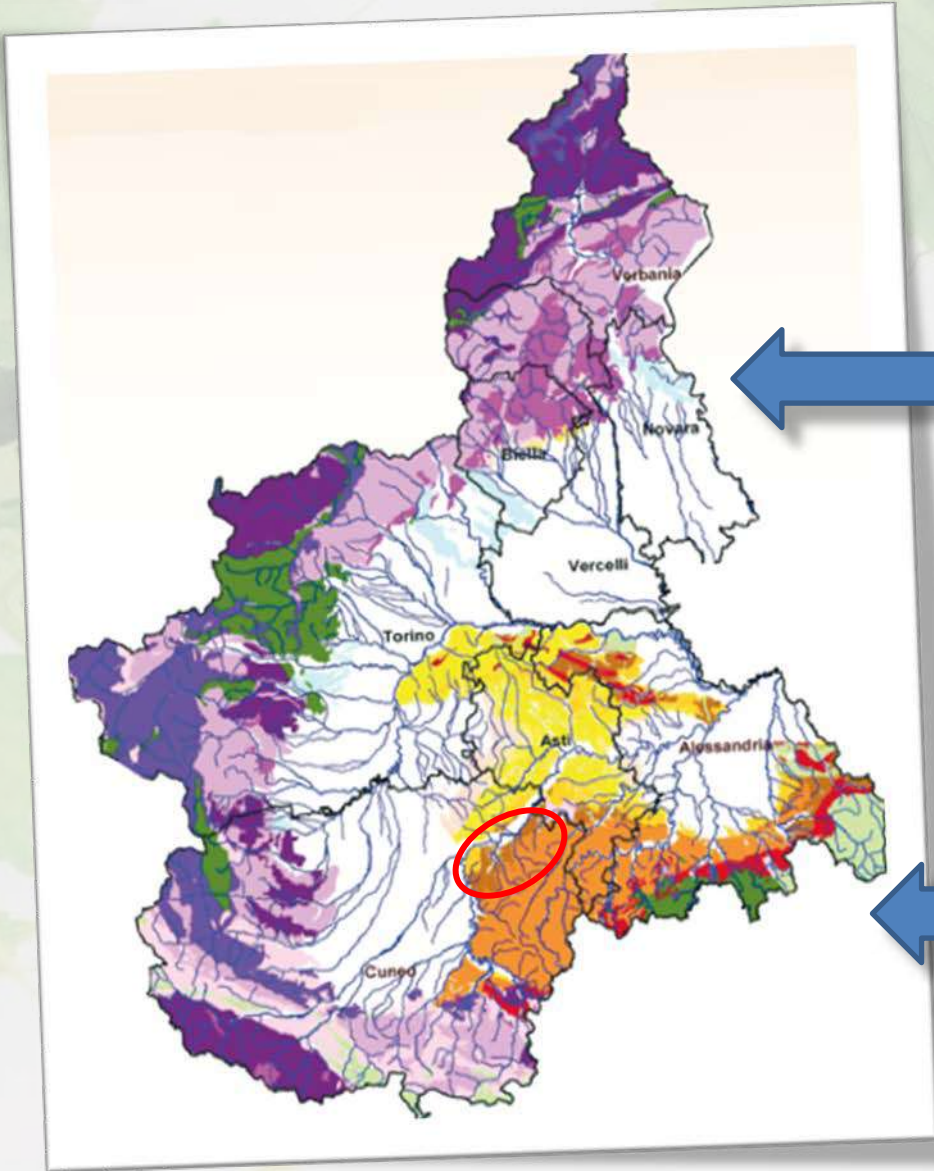 Verbania
Novara
Biella
Vercelli
Torino
Asti
Alessandria
Cuneo